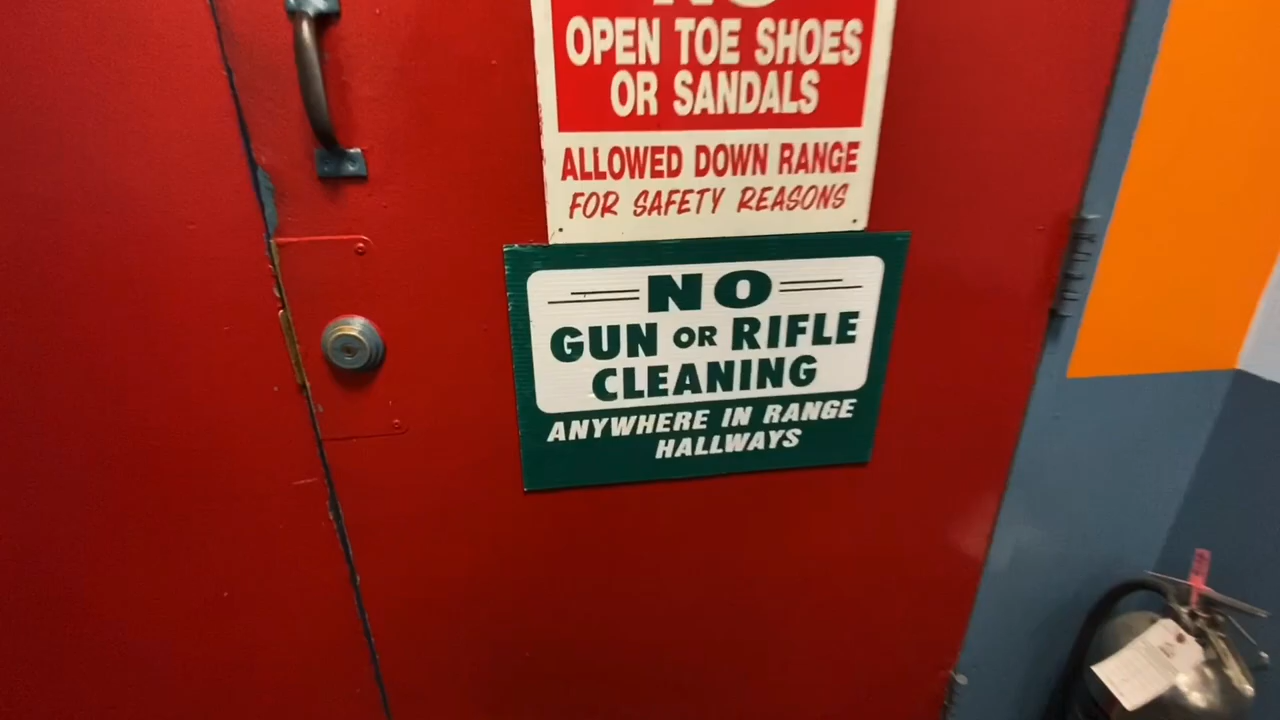 NO
OPEN TOE SHOES
OR SANDALS
ALLOWED DOWN RANGE
FOR SAFETY REASONS
NO
GUN OR RIFLE
CLEANING
ANYWHERE IN RANGE
HALLWAYS